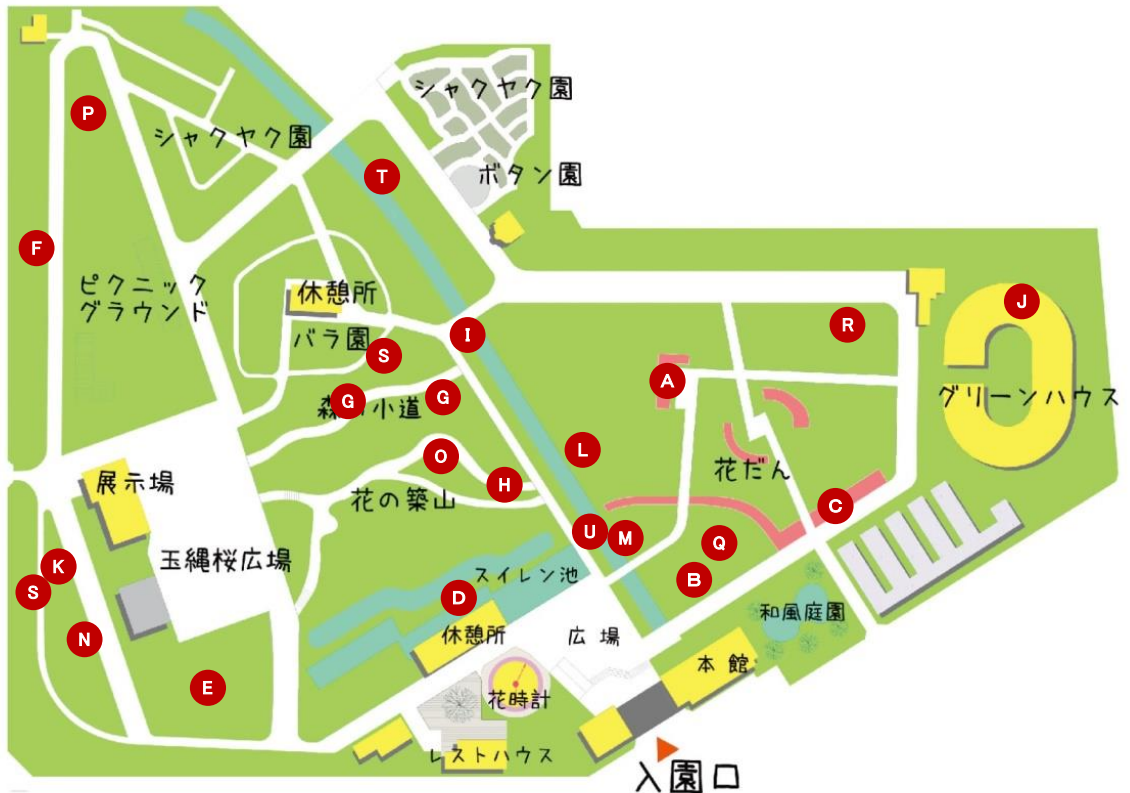 シャクヤク園
P
シャクヤク園
T
ボタン園
F
ピクニック
グラウンド
休憩所
J
R
I
バラ園
S
A
グリーンハウス
G
G
森の小道
L
O
花だん
展示場
H
花の築山
C
U
M
Q
玉縄桜広場
K
スイレン池
B
S
D
和風庭園
休憩所
広場
N
本館
E
花時計
レストハウス
入園口